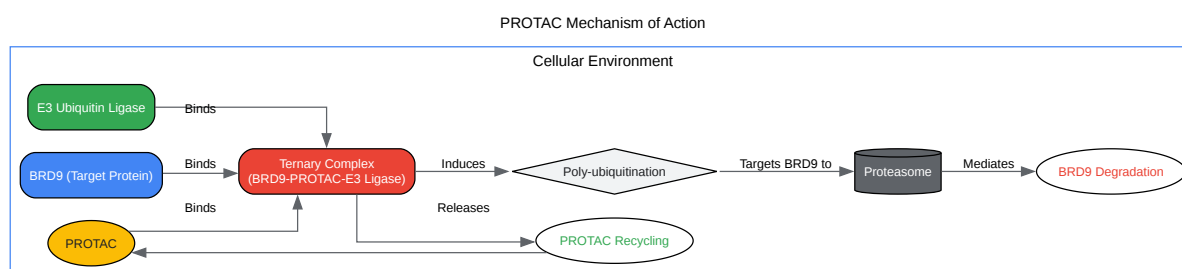 PROTAC Mechanism of Action
Cellular Environment
E3 Ubiquitin Ligase
Binds
BRD9 (Target Protein)
Binds
Ternary Complex
(BRD9-PROTAC-E3 Ligase)
Induces
Poly-ubiquitination
Targets BRD9 to
Proteasome
Mediates
BRD9 Degradation
Binds
Releases
PROTAC
PROTAC Recycling